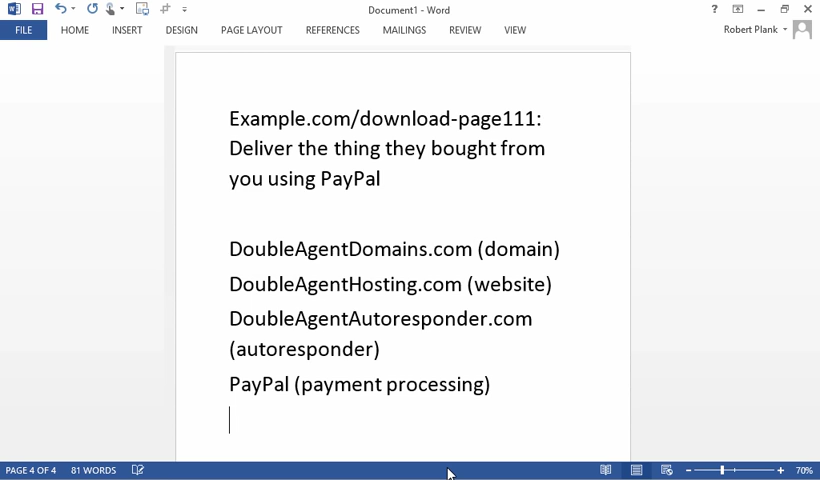 Document1 - Word
?
FILE HOME INSERT DESIGN PAGE LAYOUT REFERENCES MAILINGS REVIEW VIEW Robert Plank
Example.com/download-page111:
Deliver the thing they bought from
you using PayPal
DoubleAgentDomains.com (domain)
DoubleAgentHosting.com (website)
DoubleAgentAutoresponder.com
(autoresponder)
PayPal (payment processing)
PAGE 4 OF 4 81 WORDS 70%